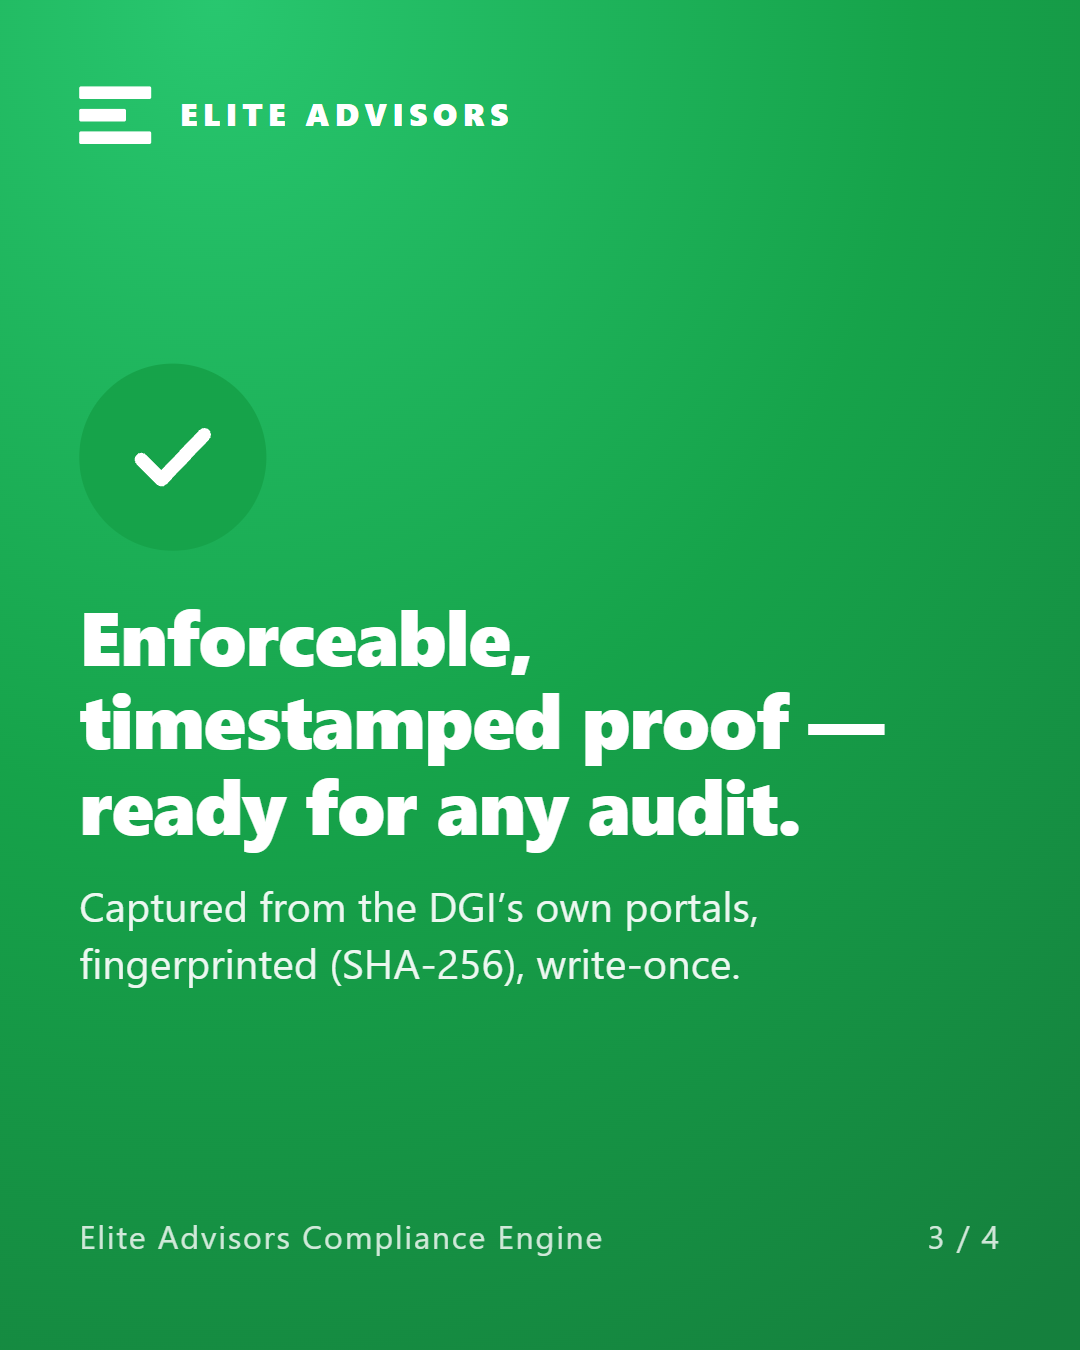 ELITE ADVISORS
Enforceable,
timestamped proof —
ready for any audit.
Captured from the DGI’s own portals,
fingerprinted (SHA-256), write-once.
Elite Advisors Compliance Engine
3 / 4